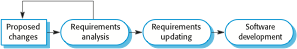 Proposed
changes
Requirements
analysis
Requirements
updating
Software
development